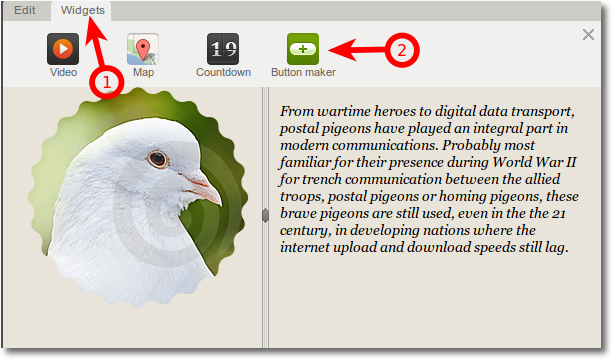 Edit Widgets
19
Video Map Countdown Button maker
1
2
From wartime heroes to digital data transport,
postal pigeons have played an integral part in
modern communications. Probably most
familiar for their presence during World War II
for trench communication between the allied
troops, postal pigeons or homing pigeons, these
brave pigeons are still used, even in the the 21
century, in developing nations where the
internet upload and download speeds still lag.